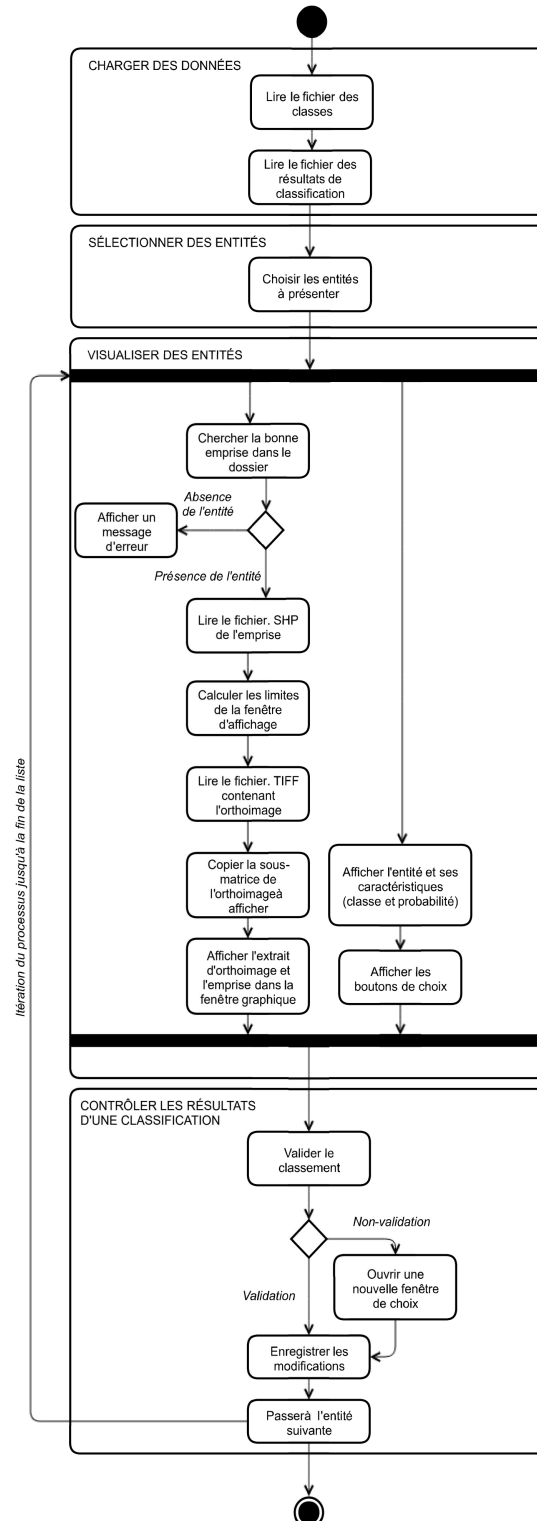 CHARGER DES DONNÉES
Lire le fichier des
classes
Lire le fichier des
résultats de
classification
SÉLECTIONNER DES ENTITÉS
Choisir les entités
à présenter
VISUALISER DES ENTITÉS
Chercher la bonne
emprise dans le
dossier
Absence
de l'entité
Afficher un
message
d'erreur
Présence de l'entité
Lire le fichier. SHP
de l'emprise
Calculer les limites
de la fenêtre
d'affichage
Lire le fichier. TIFF
contenant
l'orthoimage
Copier la sous-
matrice de
l'orthoimageà
afficher
Afficher l'extrait
d'orthoimage et
l'emprise dans la
fenêtre graphique
Afficher l'entité et ses
caractéristiques
(classe et probabilité)
Afficher les
boutons de choix
Itération du processus jusqu'à la fin de la liste
CONTRÔLER LES RÉSULTATS
D'UNE CLASSIFICATION
Valider le
classement
Non-validation
Ouvrir une
nouvelle fenêtre
de choix
Validation
Enregistrer les
modifications
Passerà l'entité
suivante